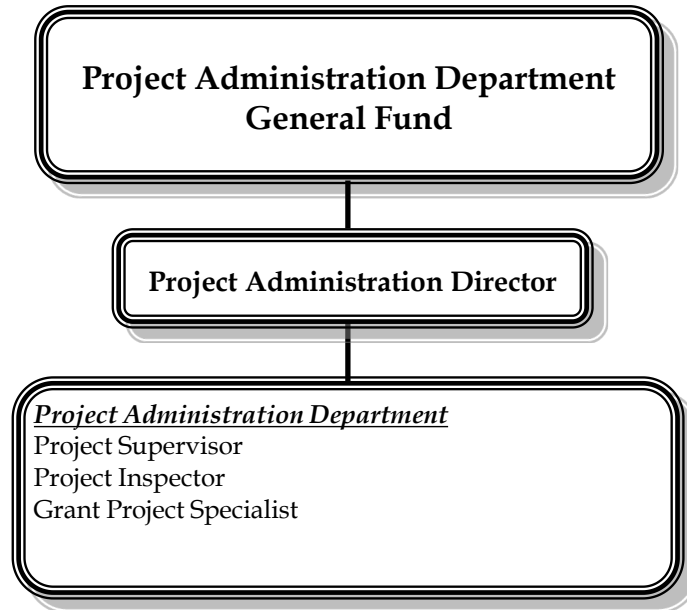 Project Administration Department
General Fund
Project Administration Director
Project Administration Department
Project Supervisor
Project Inspector
Grant Project Specialist